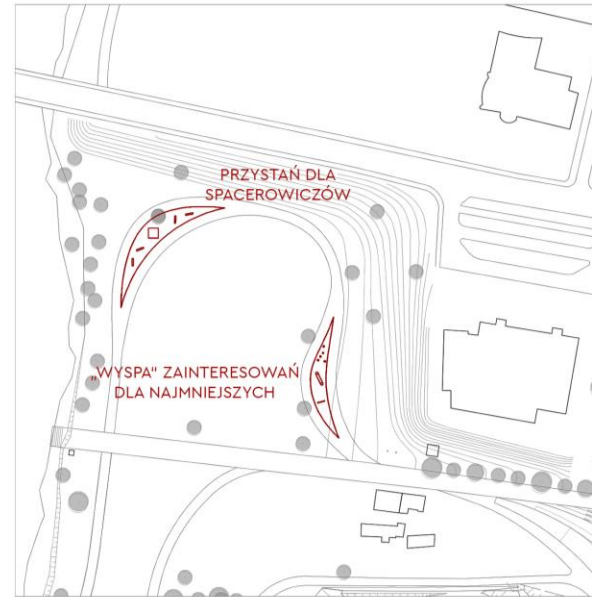 PRZYSTAŃ DLA
SPACEROWICZÓW
„WYSPA" ZAINTERESOWAŃ
DLA NAJMNIEJSZYCH